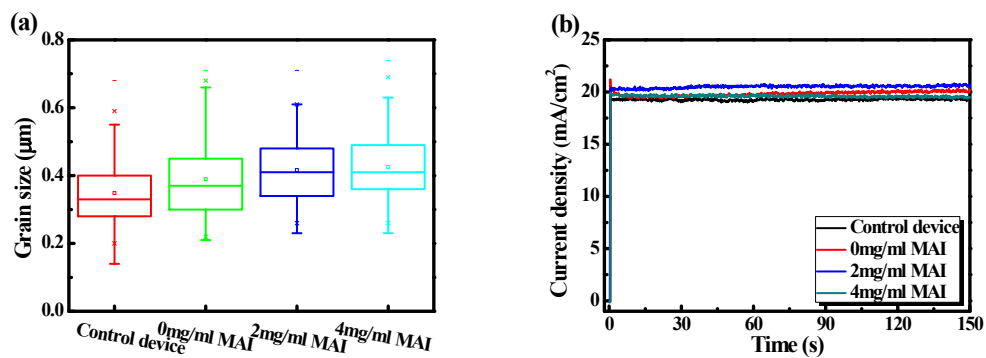 (a)
0.8
0.6
0.4
0.2
0.0
Grain size (μm)
Control device
0mg/ml MAI
2mg/ml MAI
4mg/ml MAI
(b)
25
20
15
10
5
0
Current density (mA/cm²)
0
30
60
90
120
150
Time (s)
Control device
0mg/ml MAI
2mg/ml MAI
4mg/ml MAI